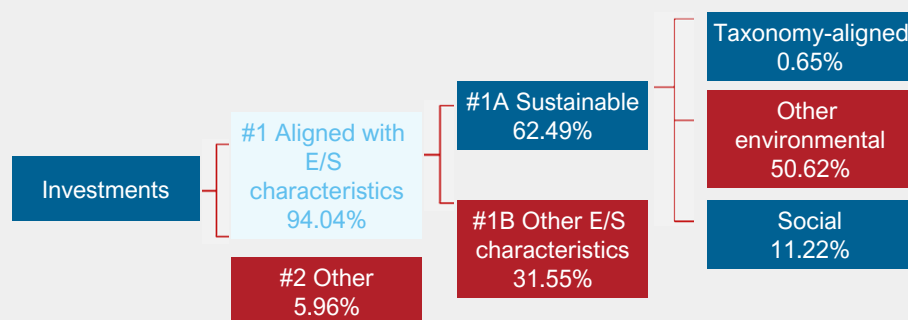 Investments
#1 Aligned with
E/S
characteristics
94.04%
#2 Other
5.96%
#1A Sustainable
62.49%
#1B Other E/S
characteristics
31.55%
Taxonomy-aligned
0.65%
Other
environmental
50.62%
Social
11.22%